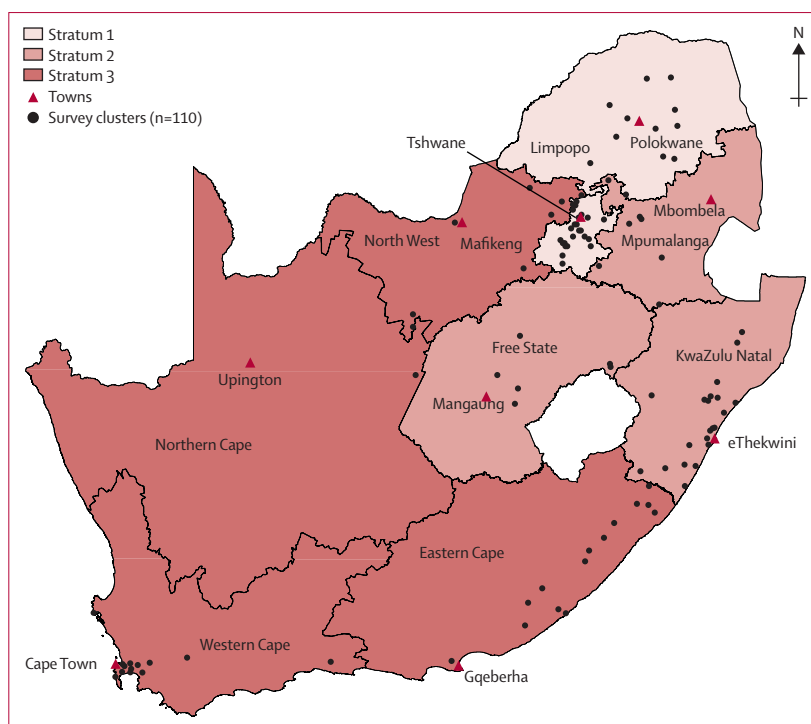 Stratum 1
Stratum 2
Stratum 3
Towns
Survey clusters (n=110)
N
Tshwane
Limpopo
Polokwane
Mbombela
North West
Mafikeng
Mpumalanga
Free State
KwaZulu Natal
Upington
Mangaung
eThekwini
Northern Cape
Eastern Cape
Western Cape
Cape Town
Gqeberha